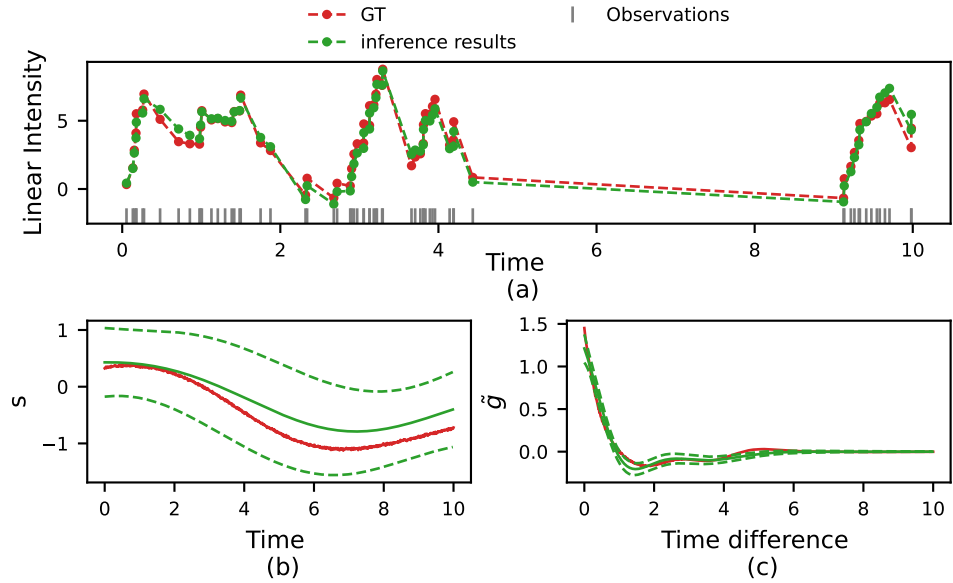 GT
inference results
Observations
Linear Intensity
5
0
0 2 4 6 8 10
Time
(a)
s
1
0
−1
0 2 4 6 8 10
Time
(b)
g̃
1.5
1.0
0.5
0.0
0 2 4 6 8 10
Time difference
(c)